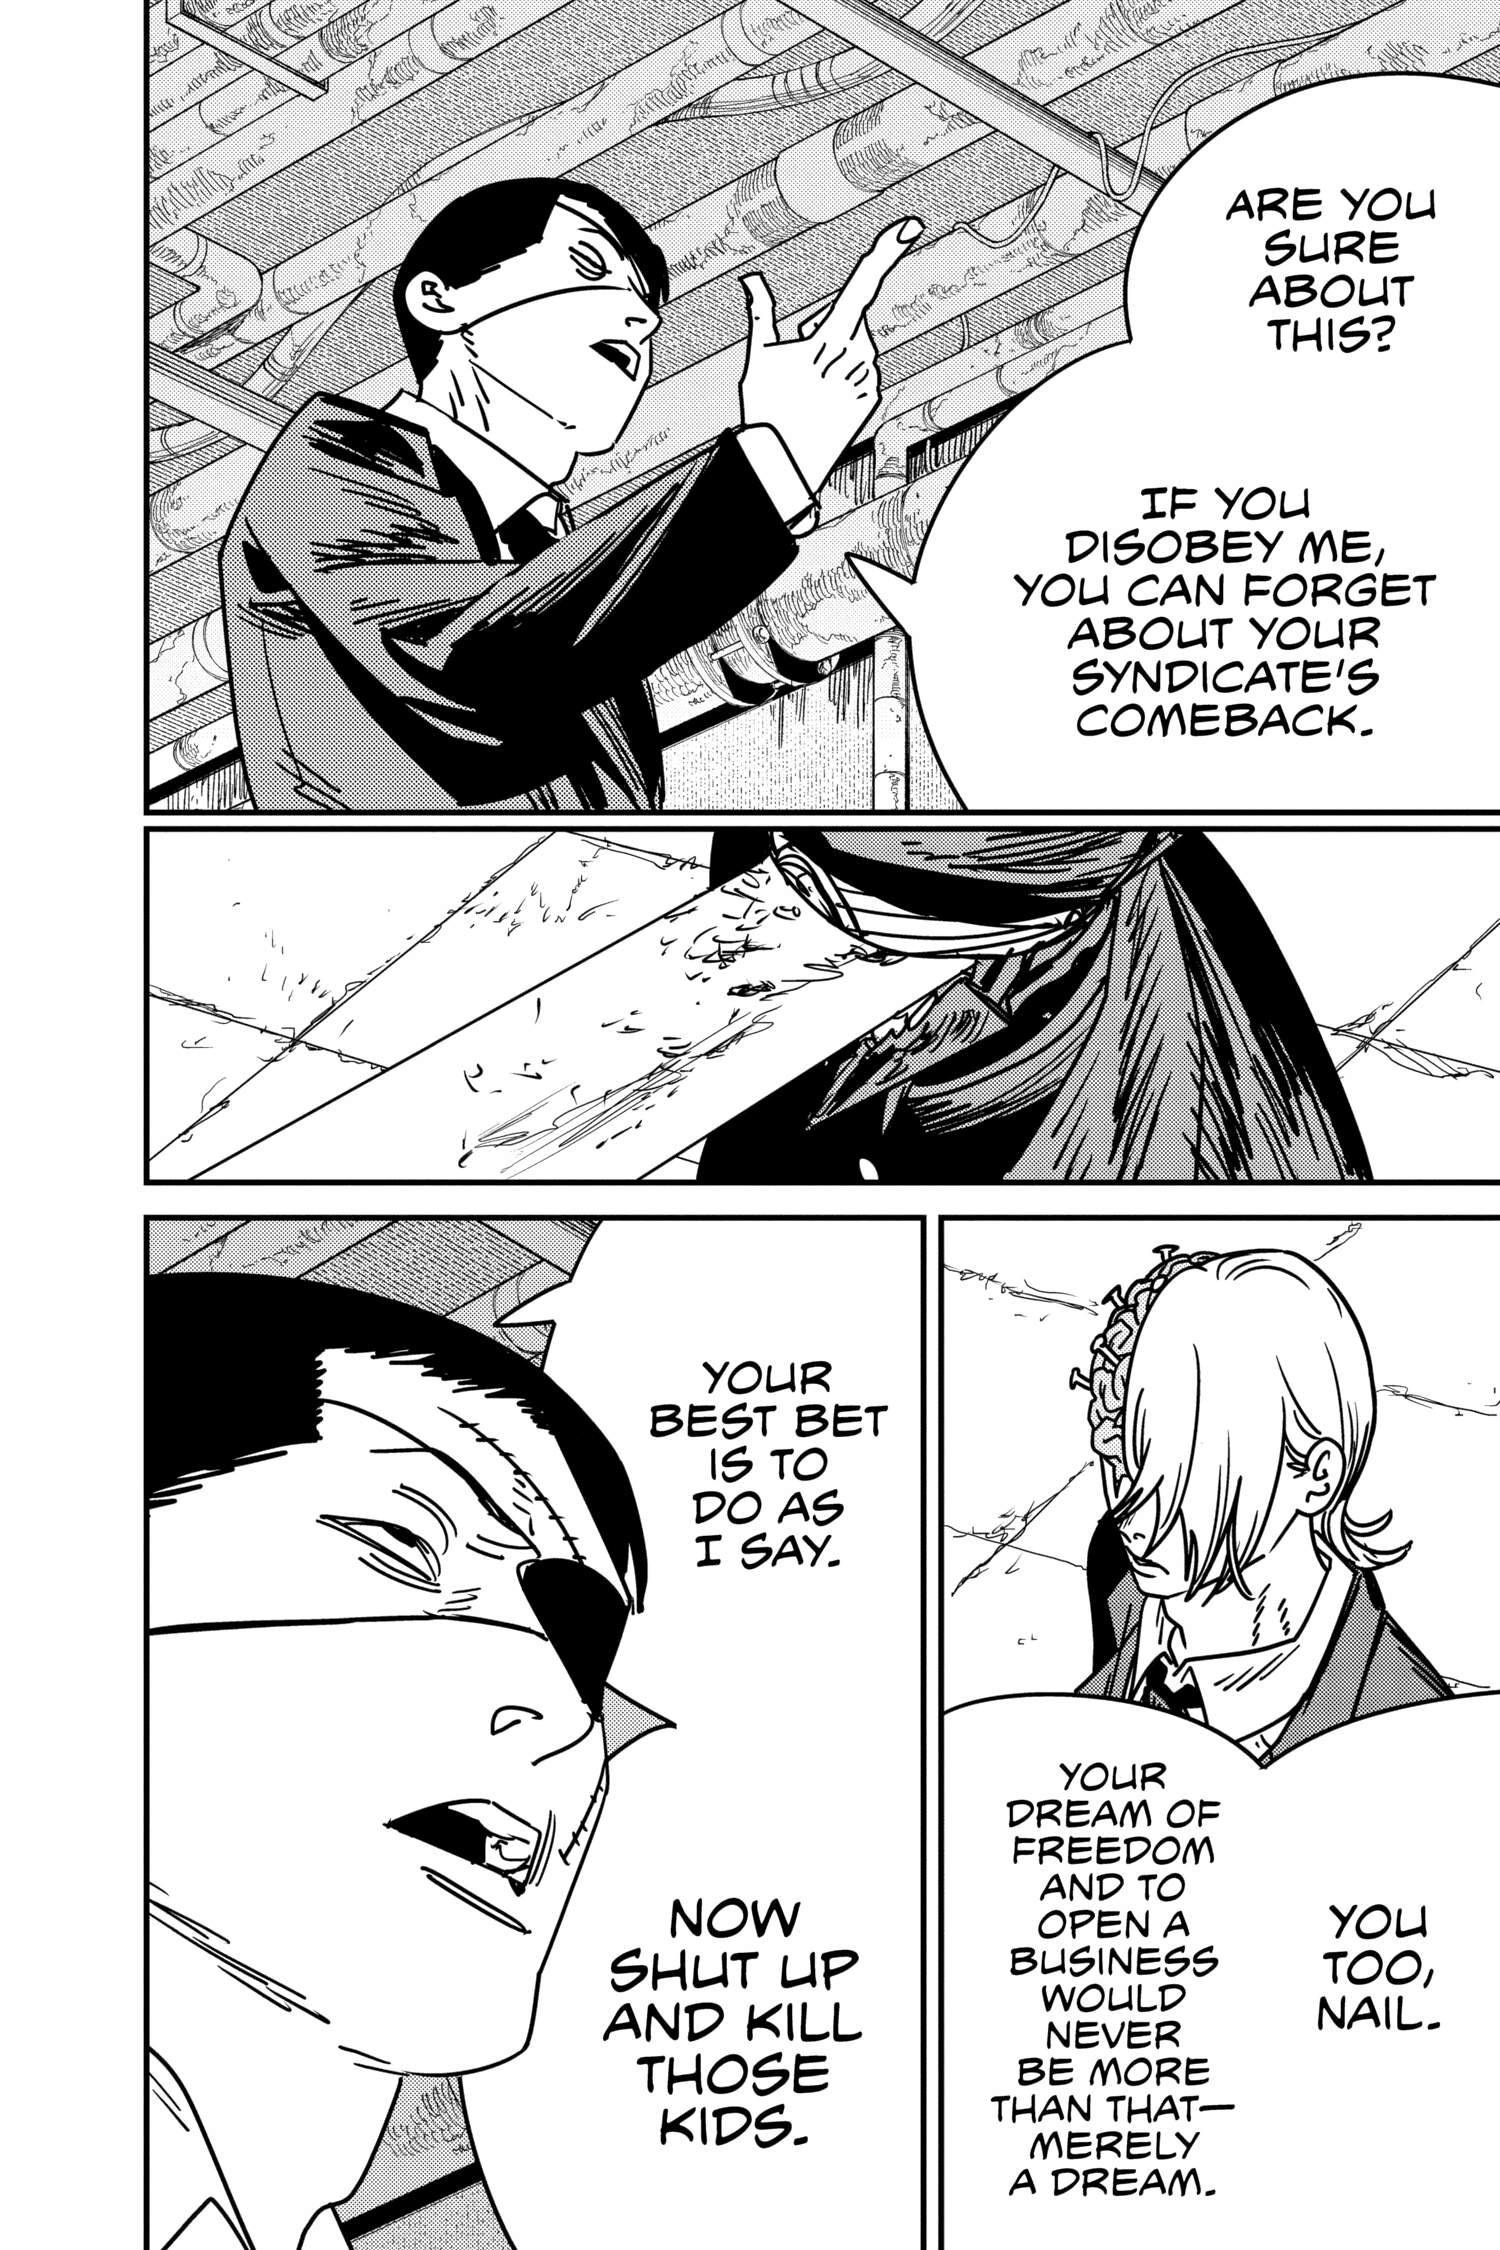 ARE YOU
SURE
ABOUT
THIS?
IF YOU
DISOBEY ME,
YOU CAN FORGET
ABOUT YOUR
SYNDICATE'S
COMEBACK.
YOU
TOO,
NAIL.
YOUR
DREAM OF
FREEDOM
AND TO
OPEN A
BUSINESS
WOULD
NEVER
BE MORE
THAN THAT—
MERELY
A DREAM.
YOUR
BEST BET
IS TO
DO AS
I SAY.
NOW
SHUT UP
AND KILL
THOSE
KIDS.